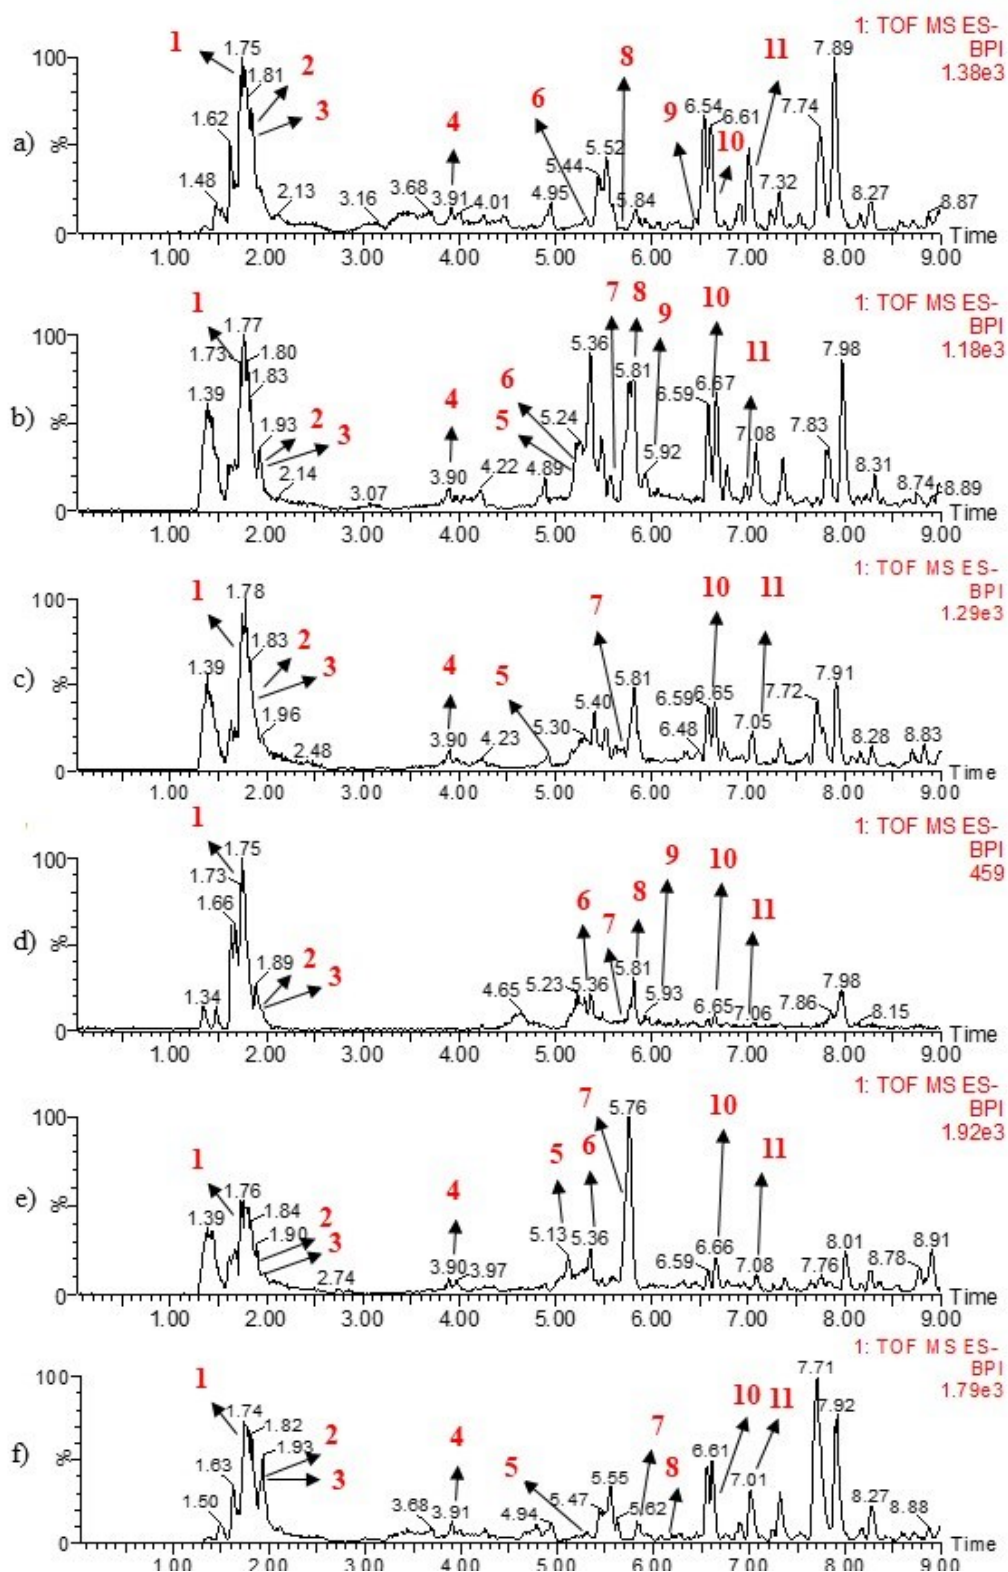 1: TOF MS ES-
BPI
1.38e3
1 1.75 2 8 11 7.89
100
1.81 3 6 9 6.54 6.61 7.74
a) % 1.62 4 5.52 10
1.48 2.13 3.16 3.68 3.91 4.01 4.95 5.44 5.84 7.32 8.27 8.87
0 Time
1.00 2.00 3.00 4.00 5.00 6.00 7.00 8.00 9.00
1: TOF MS ES-
BPI
1.18e3
1 1.77 7 8 9 10
100
1.73 1.80 5.36 11 7.98
1.83 6 5.81 6.59 6.67
b) % 1.39 1.93 2 3 4 5 5.24 7.08 7.83
2.14 3.07 3.90 4.22 4.89 5.92 8.31 8.74 8.89
0 Time
1.00 2.00 3.00 4.00 5.00 6.00 7.00 8.00 9.00
1: TOF MS ES-
BPI
1.29e3
1 1.78 7 10 11
100
1.83 2
c) % 1.39 3 4 5 5.40 5.81 6.59 6.65 7.72 7.91
1.96 2.48 3.90 4.23 5.30 6.48 7.05 8.28 8.83
0 Time
1.00 2.00 3.00 4.00 5.00 6.00 7.00 8.00 9.00
1: TOF MS ES-
BPI
459
1 1.75 9 10
100
1.73 6 7 8 11
d) % 1.66
1.34 1.89 2 3 4.65 5.23 5.36 5.81 5.93 6.65 7.06 7.86 7.98 8.15
0 Time
1.00 2.00 3.00 4.00 5.00 6.00 7.00 8.00 9.00
1: TOF MS ES-
BPI
1.92e3
7 5.76 10
100
1 5 6 11
e) % 1.39 1.76 1.84 1.90 2 3 4
2.74 3.90 3.97 5.13 5.36 6.59 6.66 7.08 7.76 8.01 8.78 8.91
0 Time
1.00 2.00 3.00 4.00 5.00 6.00 7.00 8.00 9.00
1: TOF MS ES-
BPI
1.79e3
1 10 11 7.71
100
1.74 1.82 2 4 7 7.92
f) % 1.63 1.93 3 5 5.55 8 6.61
1.50 3.68 3.91 4.94 5.47 5.62 7.01 8.27 8.88
0 Time
1.00 2.00 3.00 4.00 5.00 6.00 7.00 8.00 9.00